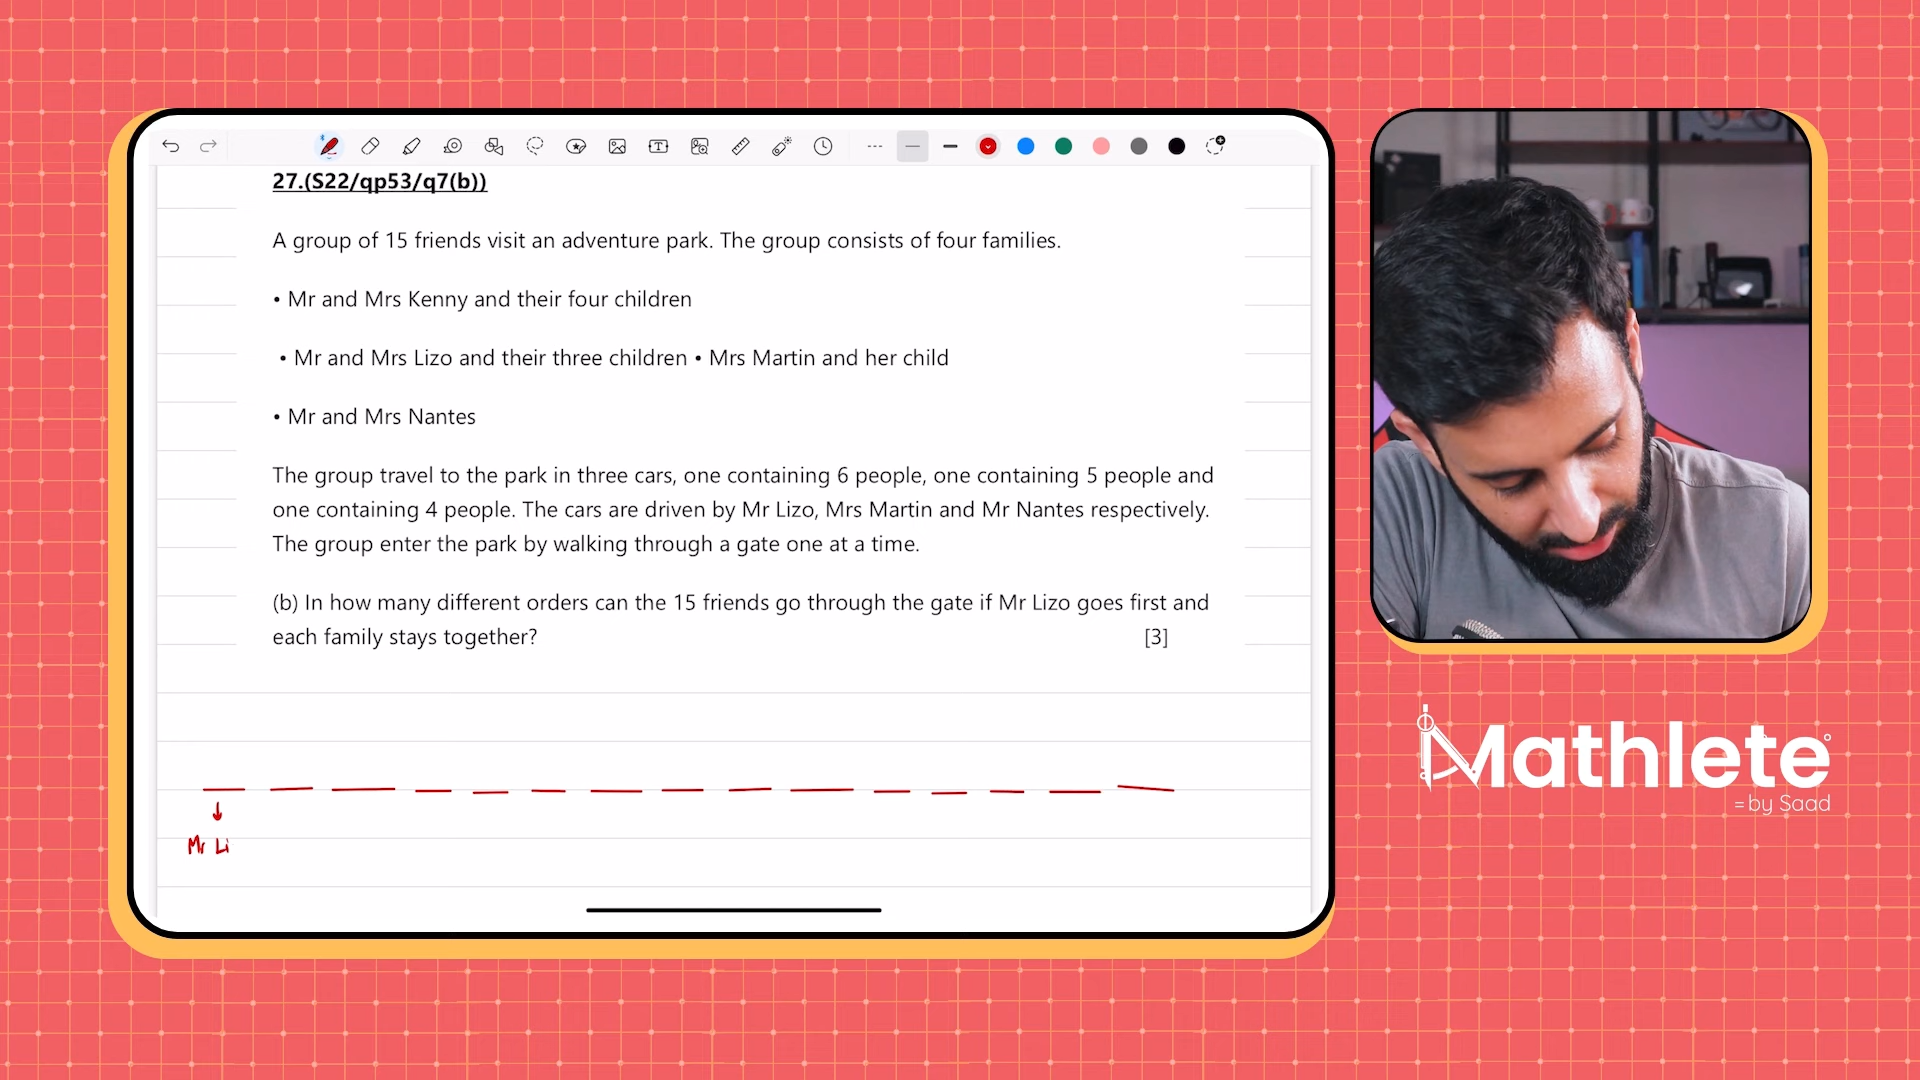 27.(S22/qp53/q7(b))
A group of 15 friends visit an adventure park. The group consists of four families.
• Mr and Mrs Kenny and their four children
• Mr and Mrs Lizo and their three children • Mrs Martin and her child
• Mr and Mrs Nantes
The group travel to the park in three cars, one containing 6 people, one containing 5 people and
one containing 4 people. The cars are driven by Mr Lizo, Mrs Martin and Mr Nantes respectively.
The group enter the park by walking through a gate one at a time.
(b) In how many different orders can the 15 friends go through the gate if Mr Lizo goes first and
each family stays together? [3]
Mr Li
Mathlete
=by Saad